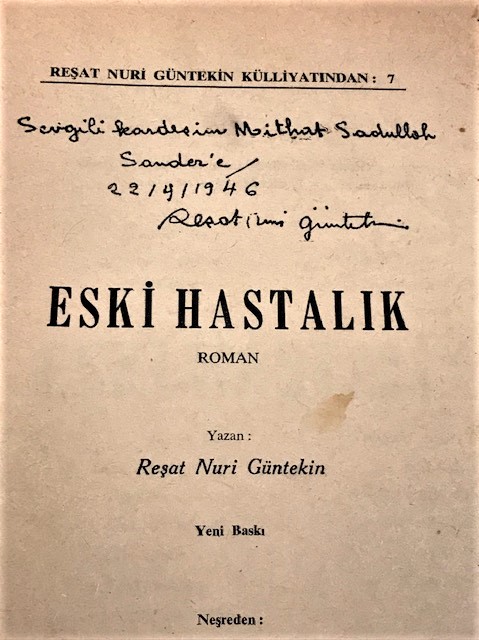 REŞAT NURİ GÜNTEKİN KÜLLİYATINDAN: 7
Sevgili kardeşim Mithat Sadullah
Sander'e
22/9/1946
Reşat Nuri Güntekin
ESKİ HASTALIK
ROMAN
Yazan :
Reşat Nuri Güntekin
Yeni Baskı
Neşreden :